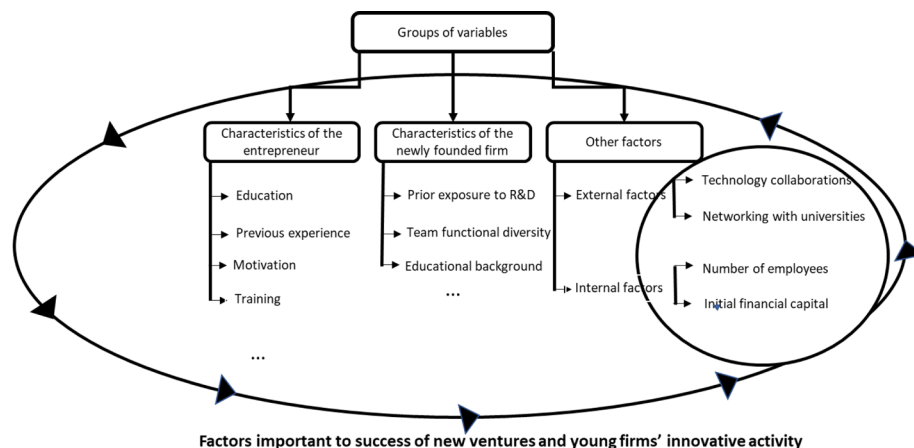 Groups of variables
Characteristics of the
entrepreneur
Education
Previous experience
Motivation
Training
...
Characteristics of the
newly founded firm
Prior exposure to R&D
Team functional diversity
Educational background
...
Other factors
External factors
Technology collaborations
Networking with universities
Internal factors
Number of employees
Initial financial capital
Factors important to success of new ventures and young firms' innovative activity